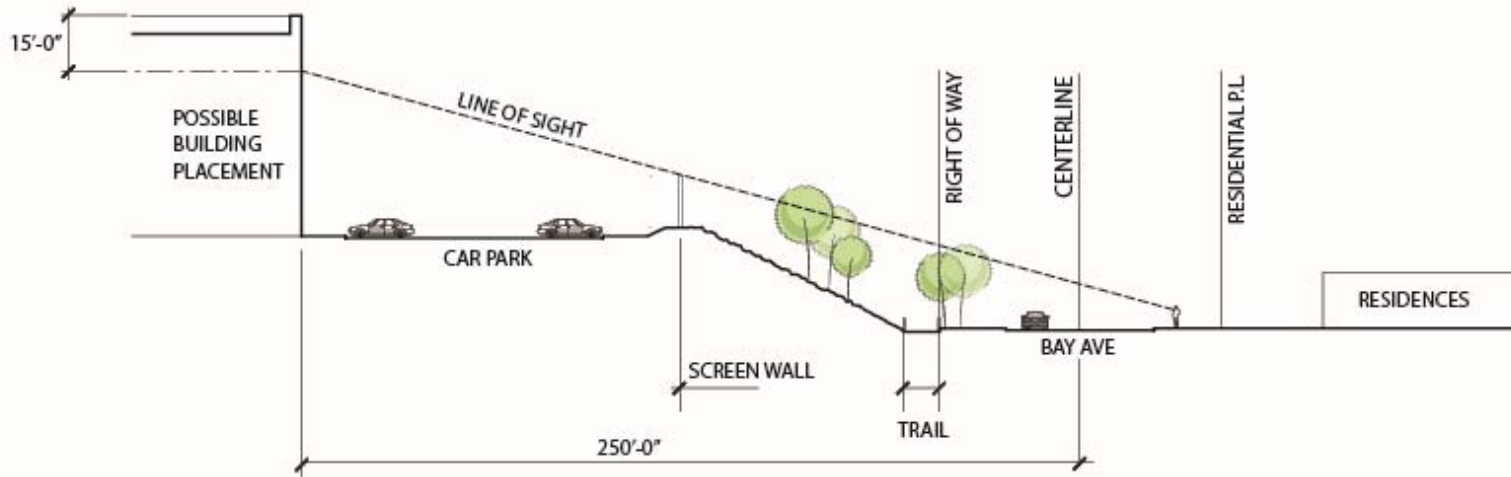 15'-0"
POSSIBLE
BUILDING
PLACEMENT
LINE OF SIGHT
RIGHT OF WAY
CENTERLINE
RESIDENTIAL P.L.
CAR PARK
RESIDENCES
BAY AVE
SCREEN WALL
TRAIL
250'-0"